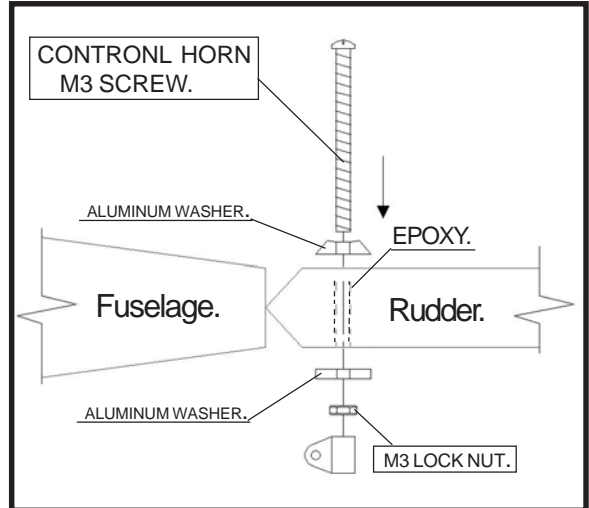 CONTRONL HORN
M3 SCREW.
ALUMINUM WASHER.
EPOXY.
Fuselage.
Rudder.
ALUMINUM WASHER.
M3 LOCK NUT.